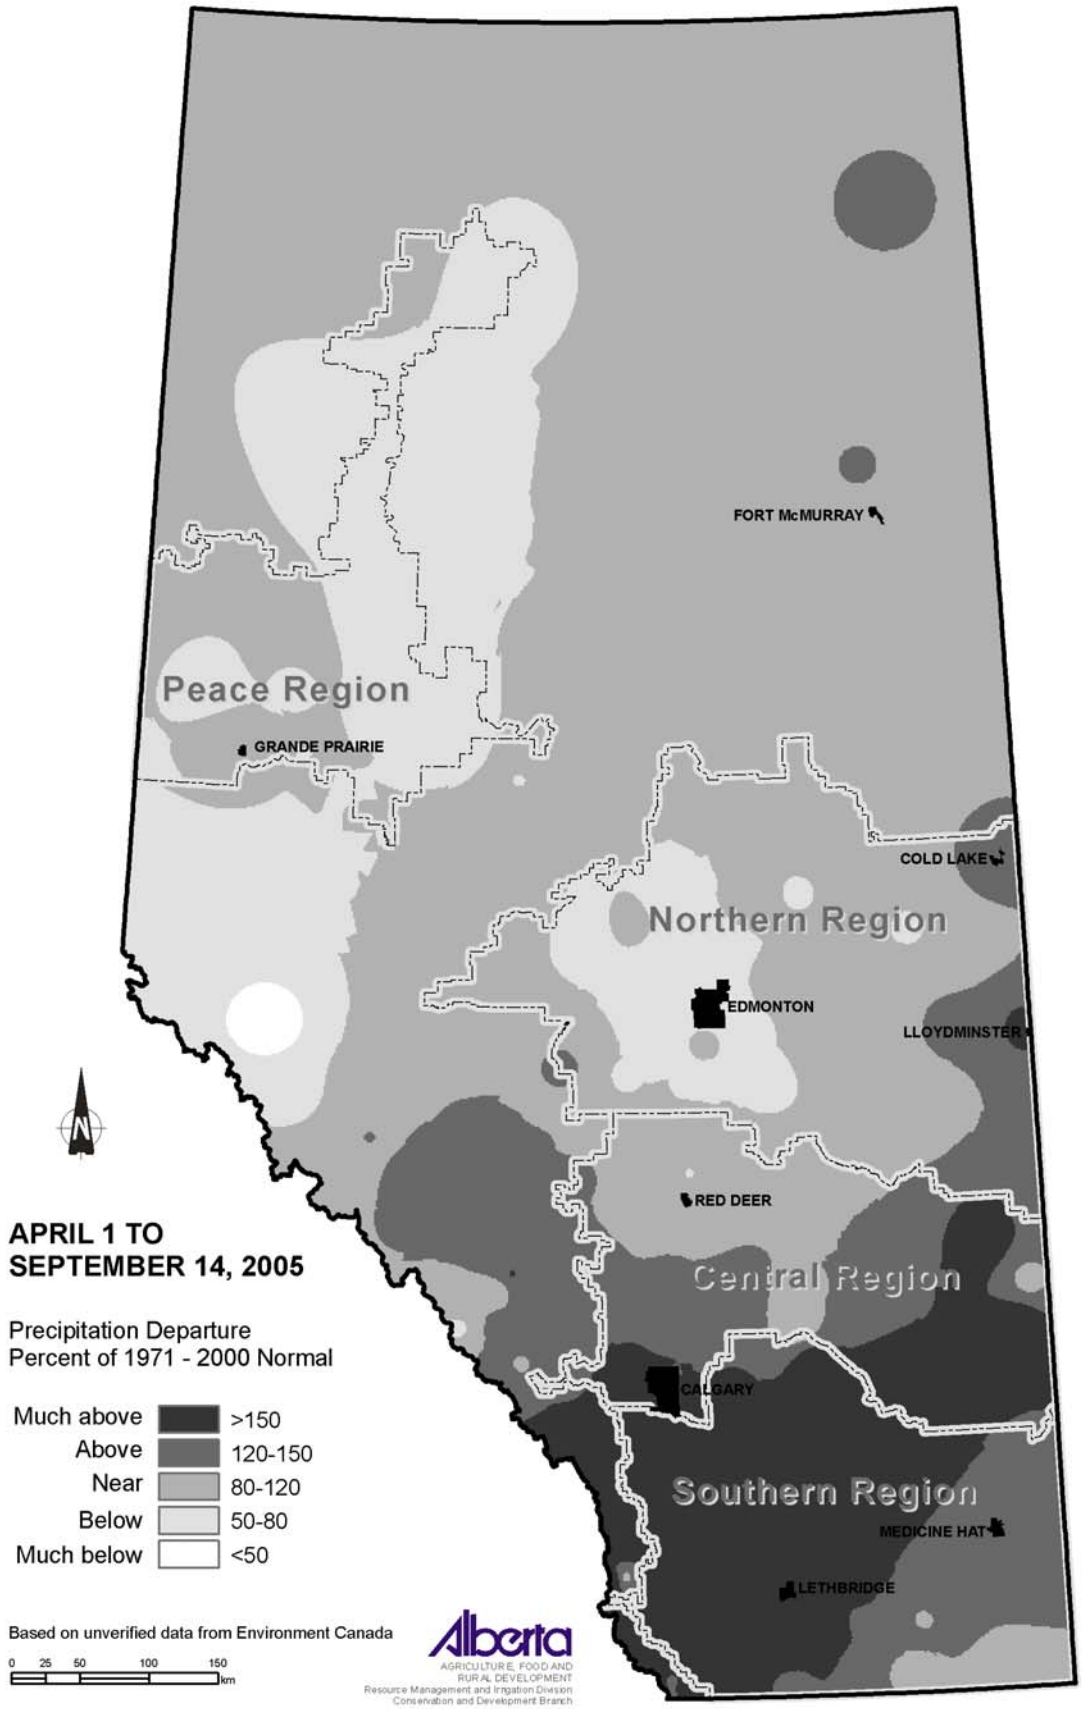 FORT McMURRAY
Peace Region
GRANDE PRAIRIE
COLD LAKE
Northern Region
EDMONTON
LLOYDMINSTER
N
RED DEER
APRIL 1 TO
SEPTEMBER 14, 2005
Central Region
Precipitation Departure
Percent of 1971 - 2000 Normal
CALGARY
Much above >150
Above 120-150
Near 80-120
Below 50-80
Much below <50
Southern Region
MEDICINE HAT
LETHBRIDGE
Based on unverified data from Environment Canada
0 25 50 100 150
km
Alberta
AGRICULTURE, FOOD AND
RURAL DEVELOPMENT
Resource Management and Irrigation Division
Conservation and Development Branch